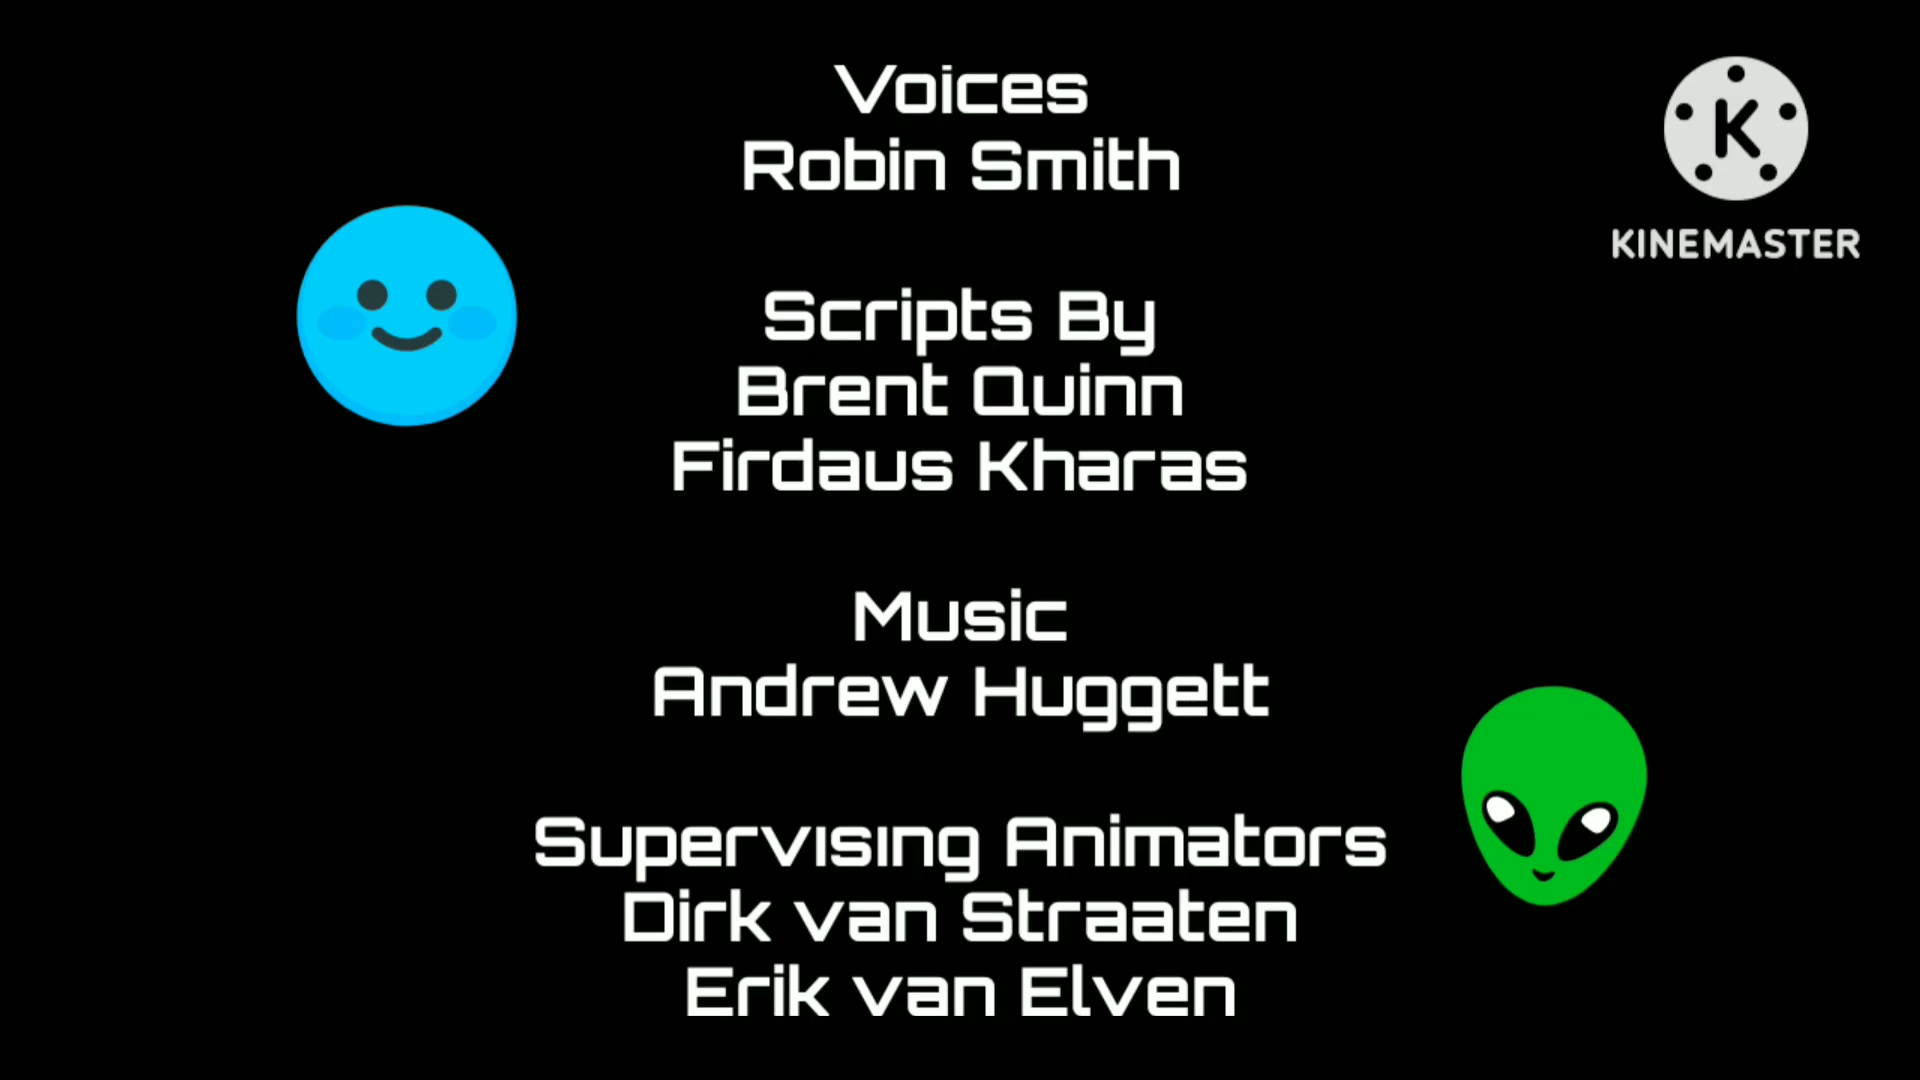 Voices
Robin Smith
K
KINEMASTER
Scripts By
Brent Quinn
Firdaus Kharas
Music
Andrew Huggett
Supervısıng Animators
Dirk van Straaten
Erik van Elven